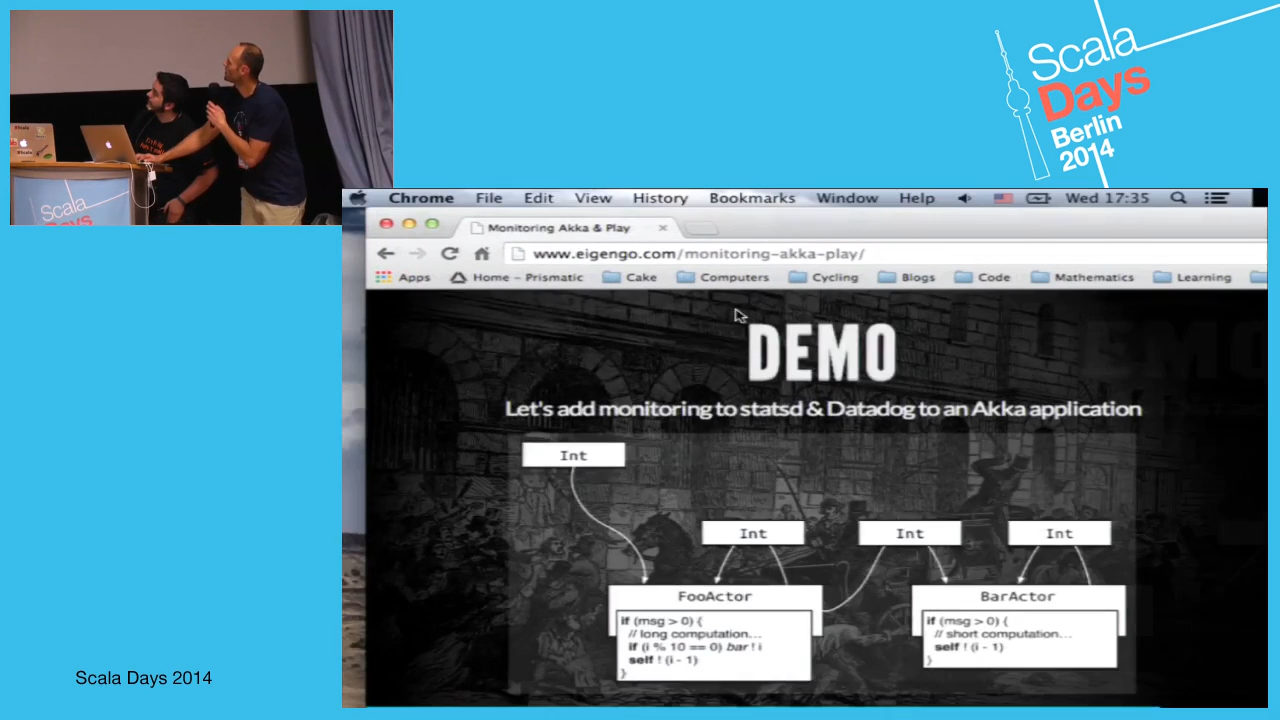 Scala
Days
Berlin
2014
Scala
Days
Chrome File Edit View History Bookmarks Window Help Wed 17:35
Monitoring Akka & Play
www.eigengo.com/monitoring-akka-play/
Apps Home – Prismatic Cake Computers Cycling Blogs Code Mathematics Learning
DEMO
Let's add monitoring to statsd & Datadog to an Akka application
Int
Int Int Int
FooActor
if (msg > 0) {
// long computation...
if (i % 10 == 0) bar ! i
self ! (i - 1)
}
BarActor
if (msg > 0) {
// short computation...
self ! (i - 1)
}
Scala Days 2014